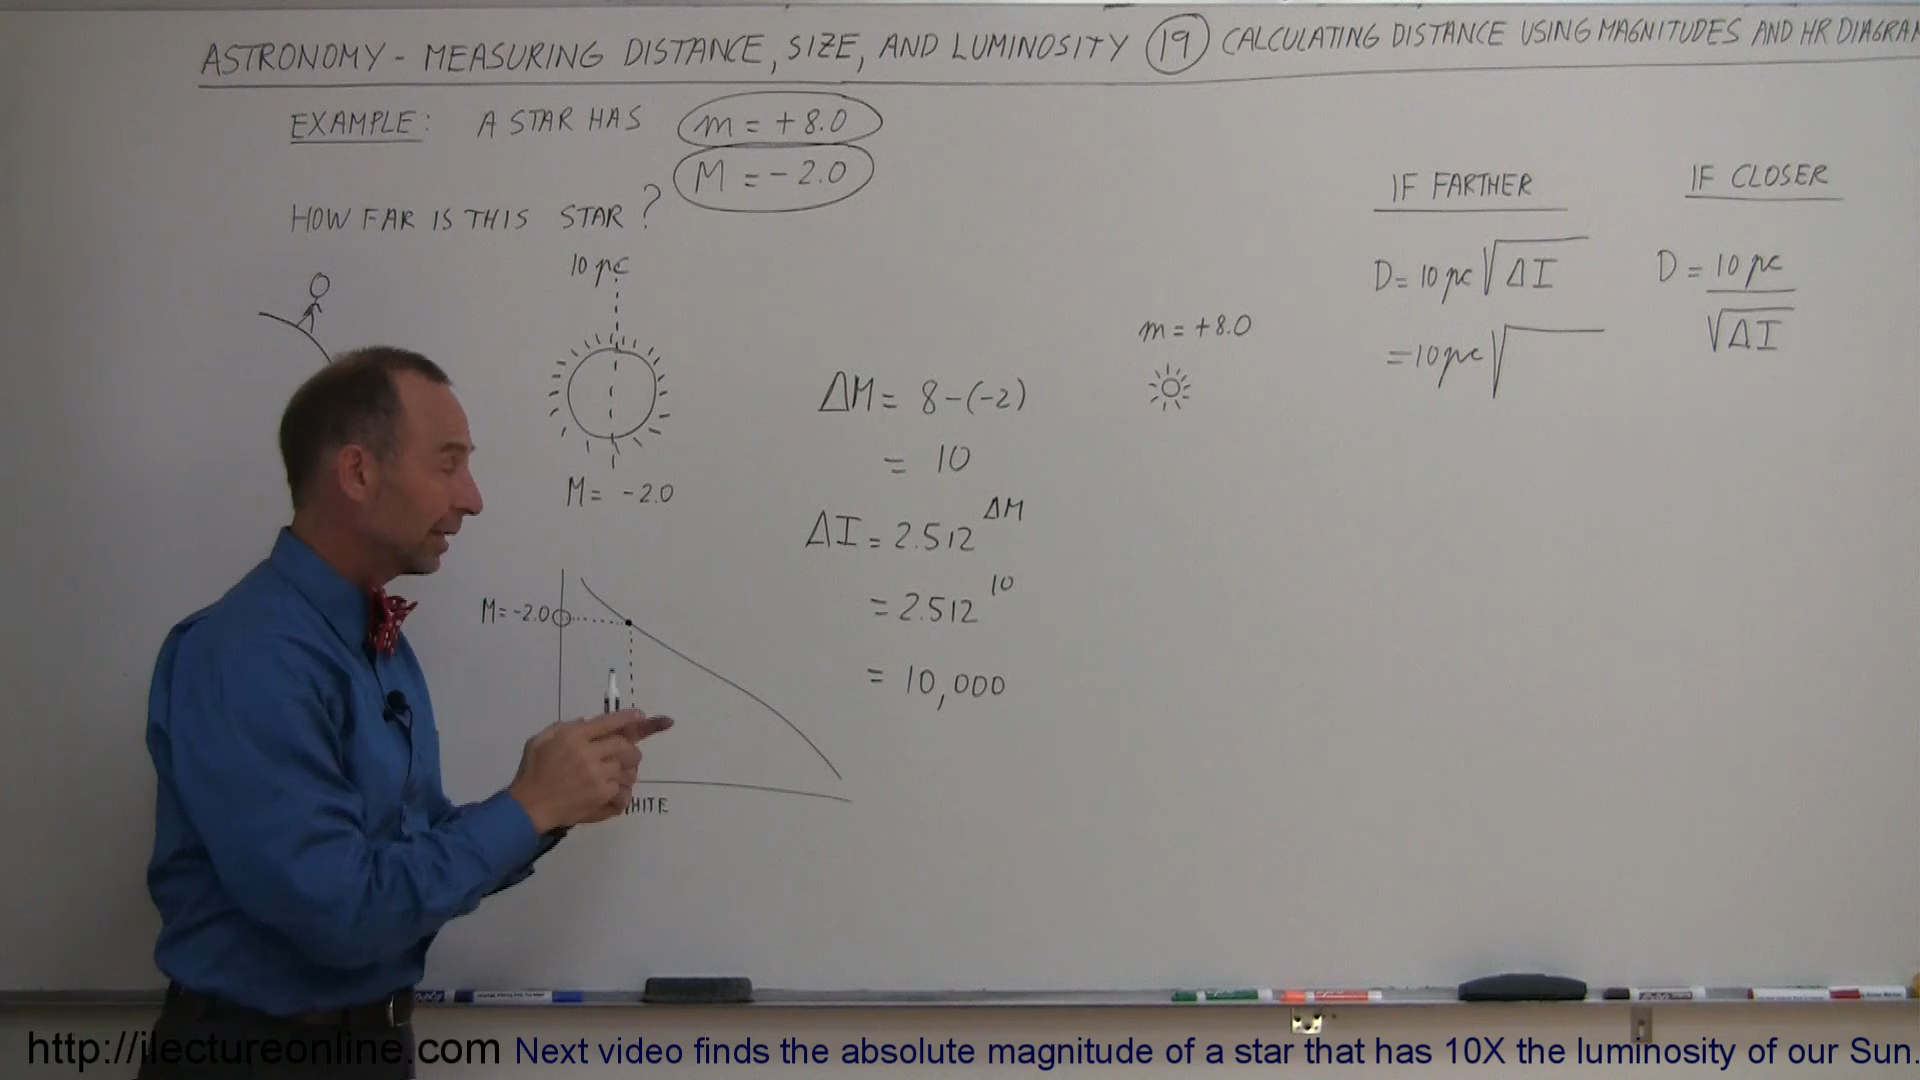 ASTRONOMY - MEASURING DISTANCE, SIZE, AND LUMINOSITY 19 CALCULATING DISTANCE USING MAGNITUDES AND HR DIAGRAM
EXAMPLE: A STAR HAS m = +8.0
M = -2.0
HOW FAR IS THIS STAR?
10 pc
M = -2.0
M = -2.0
HITE
ΔM = 8-(-2)
= 10
ΔI = 2.512^ΔM
= 2.512^10
= 10,000
m = +8.0
IF FARTHER
D = 10 pc √ΔI
= 10 pc √
IF CLOSER
D = 10 pc
√ΔI
http://ilectureonline.com Next video finds the absolute magnitude of a star that has 10X the luminosity of our Sun.